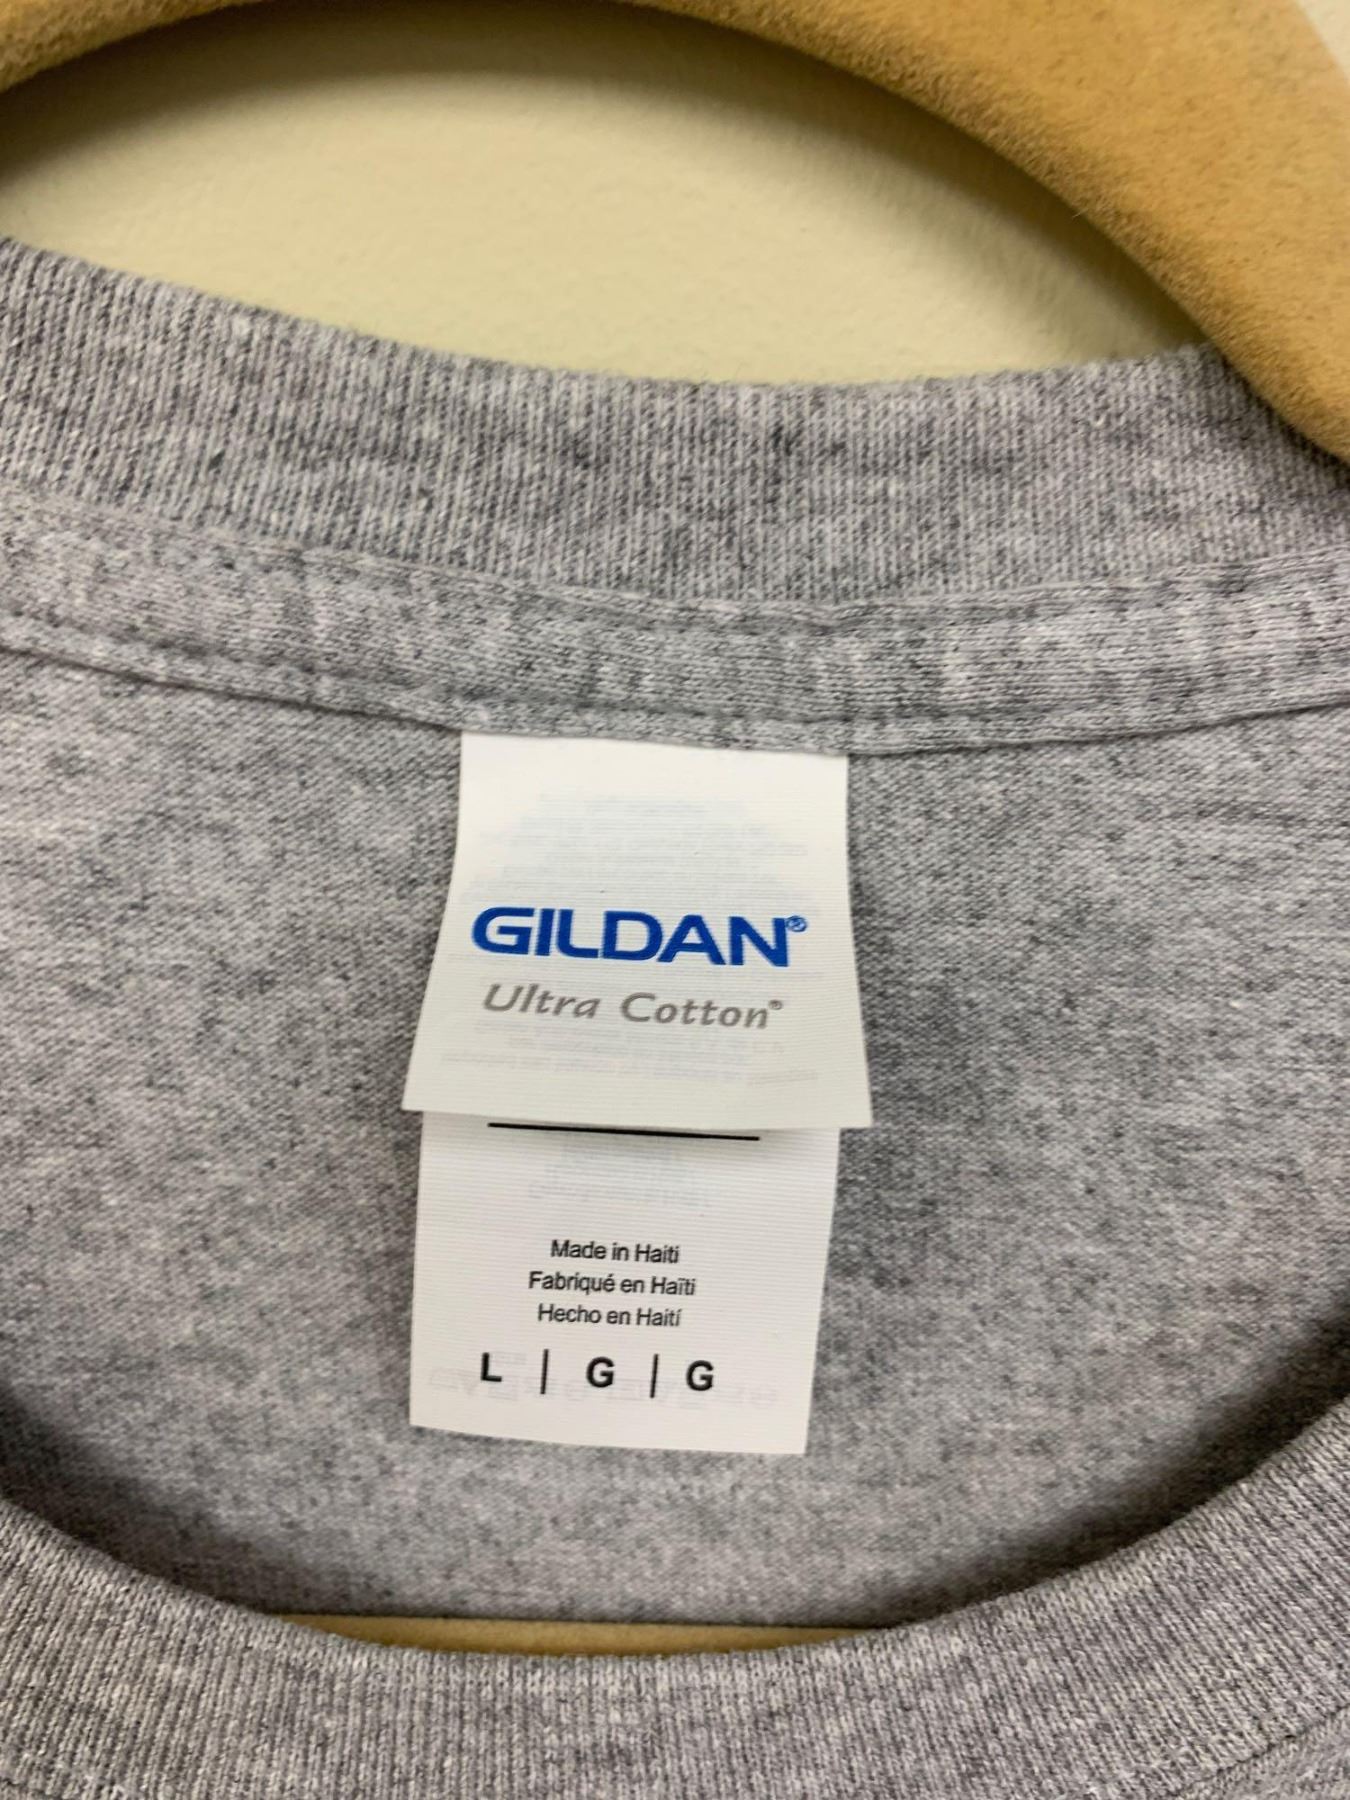 GILDAN®
Ultra Cotton®
Made in Haiti
Fabriqué en Haïti
Hecho en Haití
L | G | G